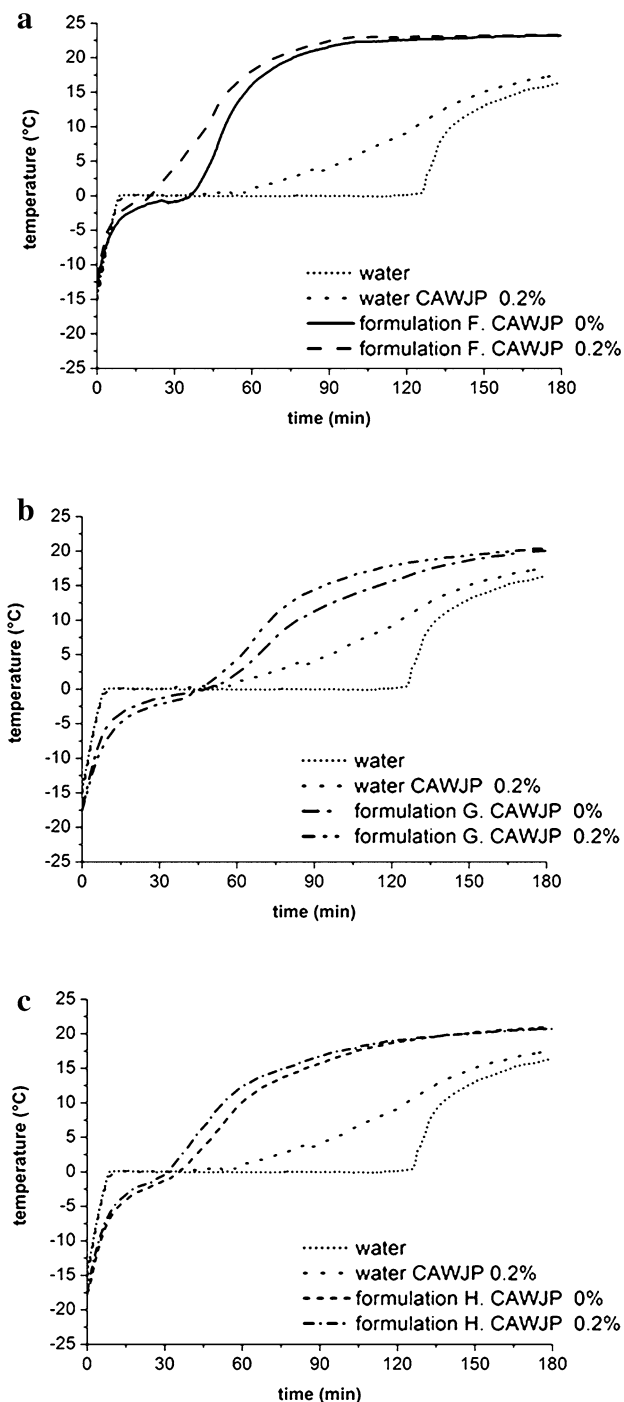 a
25
20
15
10
5
0
-5
-10
-15
-20
-25
temperature (°C)
water
water CAWJP 0.2%
formulation F. CAWJP 0%
formulation F. CAWJP 0.2%
0 30 60 90 120 150 180
time (min)
b
25
20
15
10
5
0
-5
-10
-15
-20
-25
temperature (°C)
water
water CAWJP 0.2%
formulation G. CAWJP 0%
formulation G. CAWJP 0.2%
0 30 60 90 120 150 180
time (min)
c
25
20
15
10
5
0
-5
-10
-15
-20
-25
temperature (°C)
water
water CAWJP 0.2%
formulation H. CAWJP 0%
formulation H. CAWJP 0.2%
0 30 60 90 120 150 180
time (min)